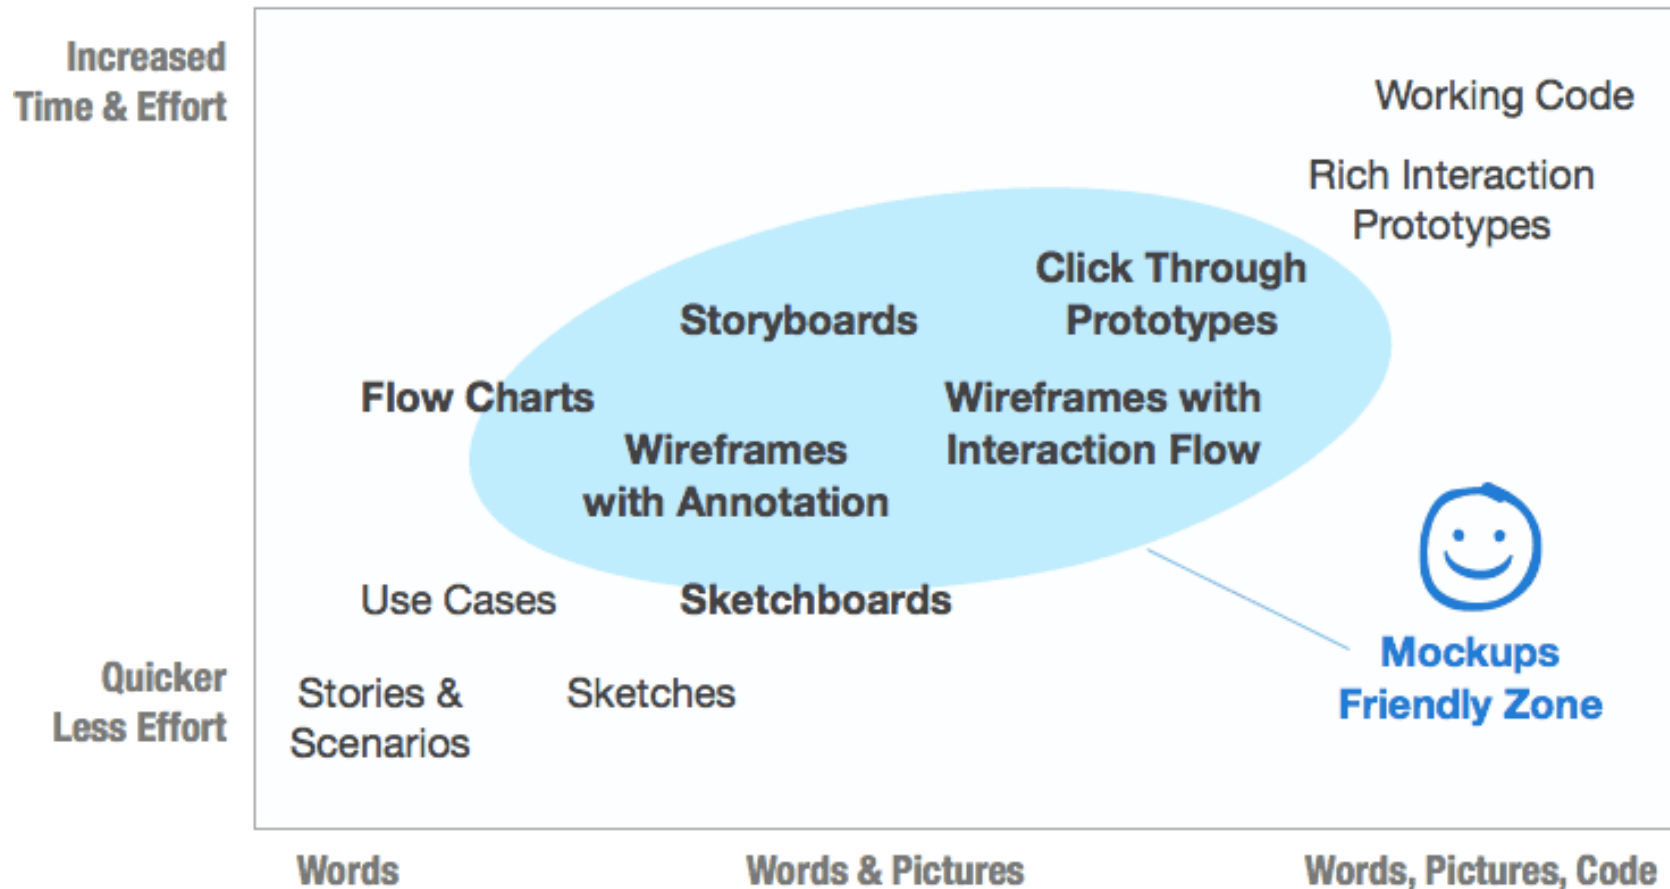 Increased
Time & Effort
Working Code
Rich Interaction
Prototypes
Click Through
Prototypes
Storyboards
Flow Charts
Wireframes with
Interaction Flow
Wireframes
with Annotation
Use Cases
Sketchboards
Mockups
Friendly Zone
Quicker
Less Effort
Stories &
Scenarios
Sketches
Words
Words & Pictures
Words, Pictures, Code